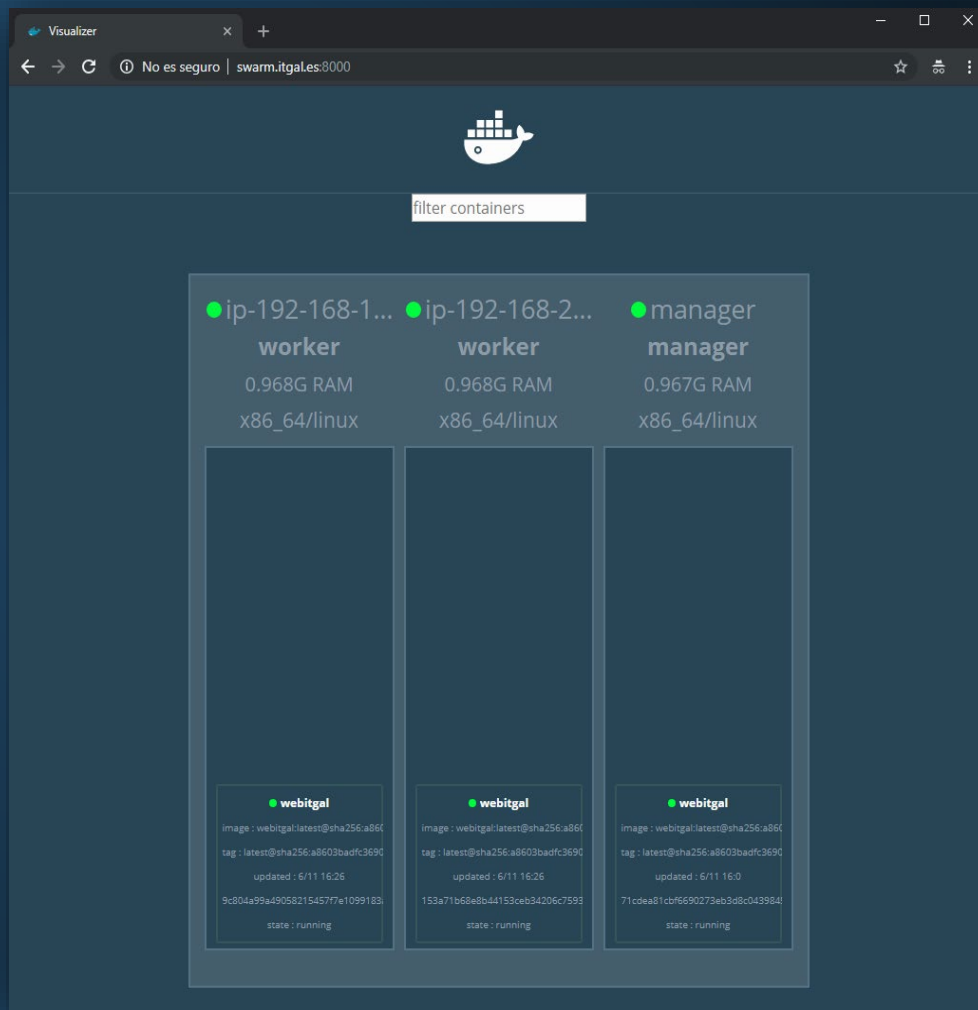 Visualizer
No es seguro | swarm.itgal.es:8000
filter containers
ip-192-168-1... ip-192-168-2... manager
worker worker manager
0.968G RAM 0.968G RAM 0.967G RAM
x86_64/linux x86_64/linux x86_64/linux
webitgal webitgal webitgal
image : webitgal:latest@sha256:a860 image : webitgal:latest@sha256:a860 image : webitgal:latest@sha256:a860
tag : latest@sha256:a8603badfc3690 tag : latest@sha256:a8603badfc3690 tag : latest@sha256:a8603badfc3690
updated : 6/11 16:26 updated : 6/11 16:26 updated : 6/11 16:0
9c804a99a49058215457f7e1099183 153a71b68e8b44153ceb34206c7593 71cdea81cbf6690273eb3d8c043984
state : running state : running state : running